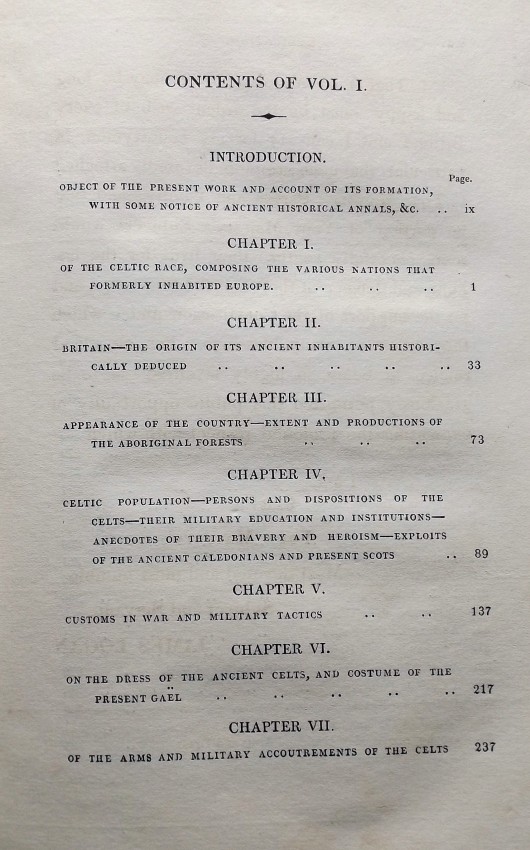 CONTENTS OF VOL. I.
INTRODUCTION.
Page.
OBJECT OF THE PRESENT WORK AND ACCOUNT OF ITS FORMATION,
WITH SOME NOTICE OF ANCIENT HISTORICAL ANNALS, &c. .. ix
CHAPTER I.
OF THE CELTIC RACE, COMPOSING THE VARIOUS NATIONS THAT
FORMERLY INHABITED EUROPE. .. .. .. 1
CHAPTER II.
BRITAIN—THE ORIGIN OF ITS ANCIENT INHABITANTS HISTORI-
CALLY DEDUCED .. .. .. .. .. 33
CHAPTER III.
APPEARANCE OF THE COUNTRY—EXTENT AND PRODUCTIONS OF
THE ABORIGINAL FORESTS .. .. .. 73
CHAPTER IV.
CELTIC POPULATION—PERSONS AND DISPOSITIONS OF THE
CELTS—THEIR MILITARY EDUCATION AND INSTITUTIONS—
ANECDOTES OF THEIR BRAVERY AND HEROISM—EXPLOITS
OF THE ANCIENT CALEDONIANS AND PRESENT SCOTS .. 89
CHAPTER V.
CUSTOMS IN WAR AND MILITARY TACTICS .. .. 137
CHAPTER VI.
ON THE DRESS OF THE ANCIENT CELTS, AND COSTUME OF THE
PRESENT GAËL .. .. .. .. .. 217
CHAPTER VII.
OF THE ARMS AND MILITARY ACCOUTREMENTS OF THE CELTS 237